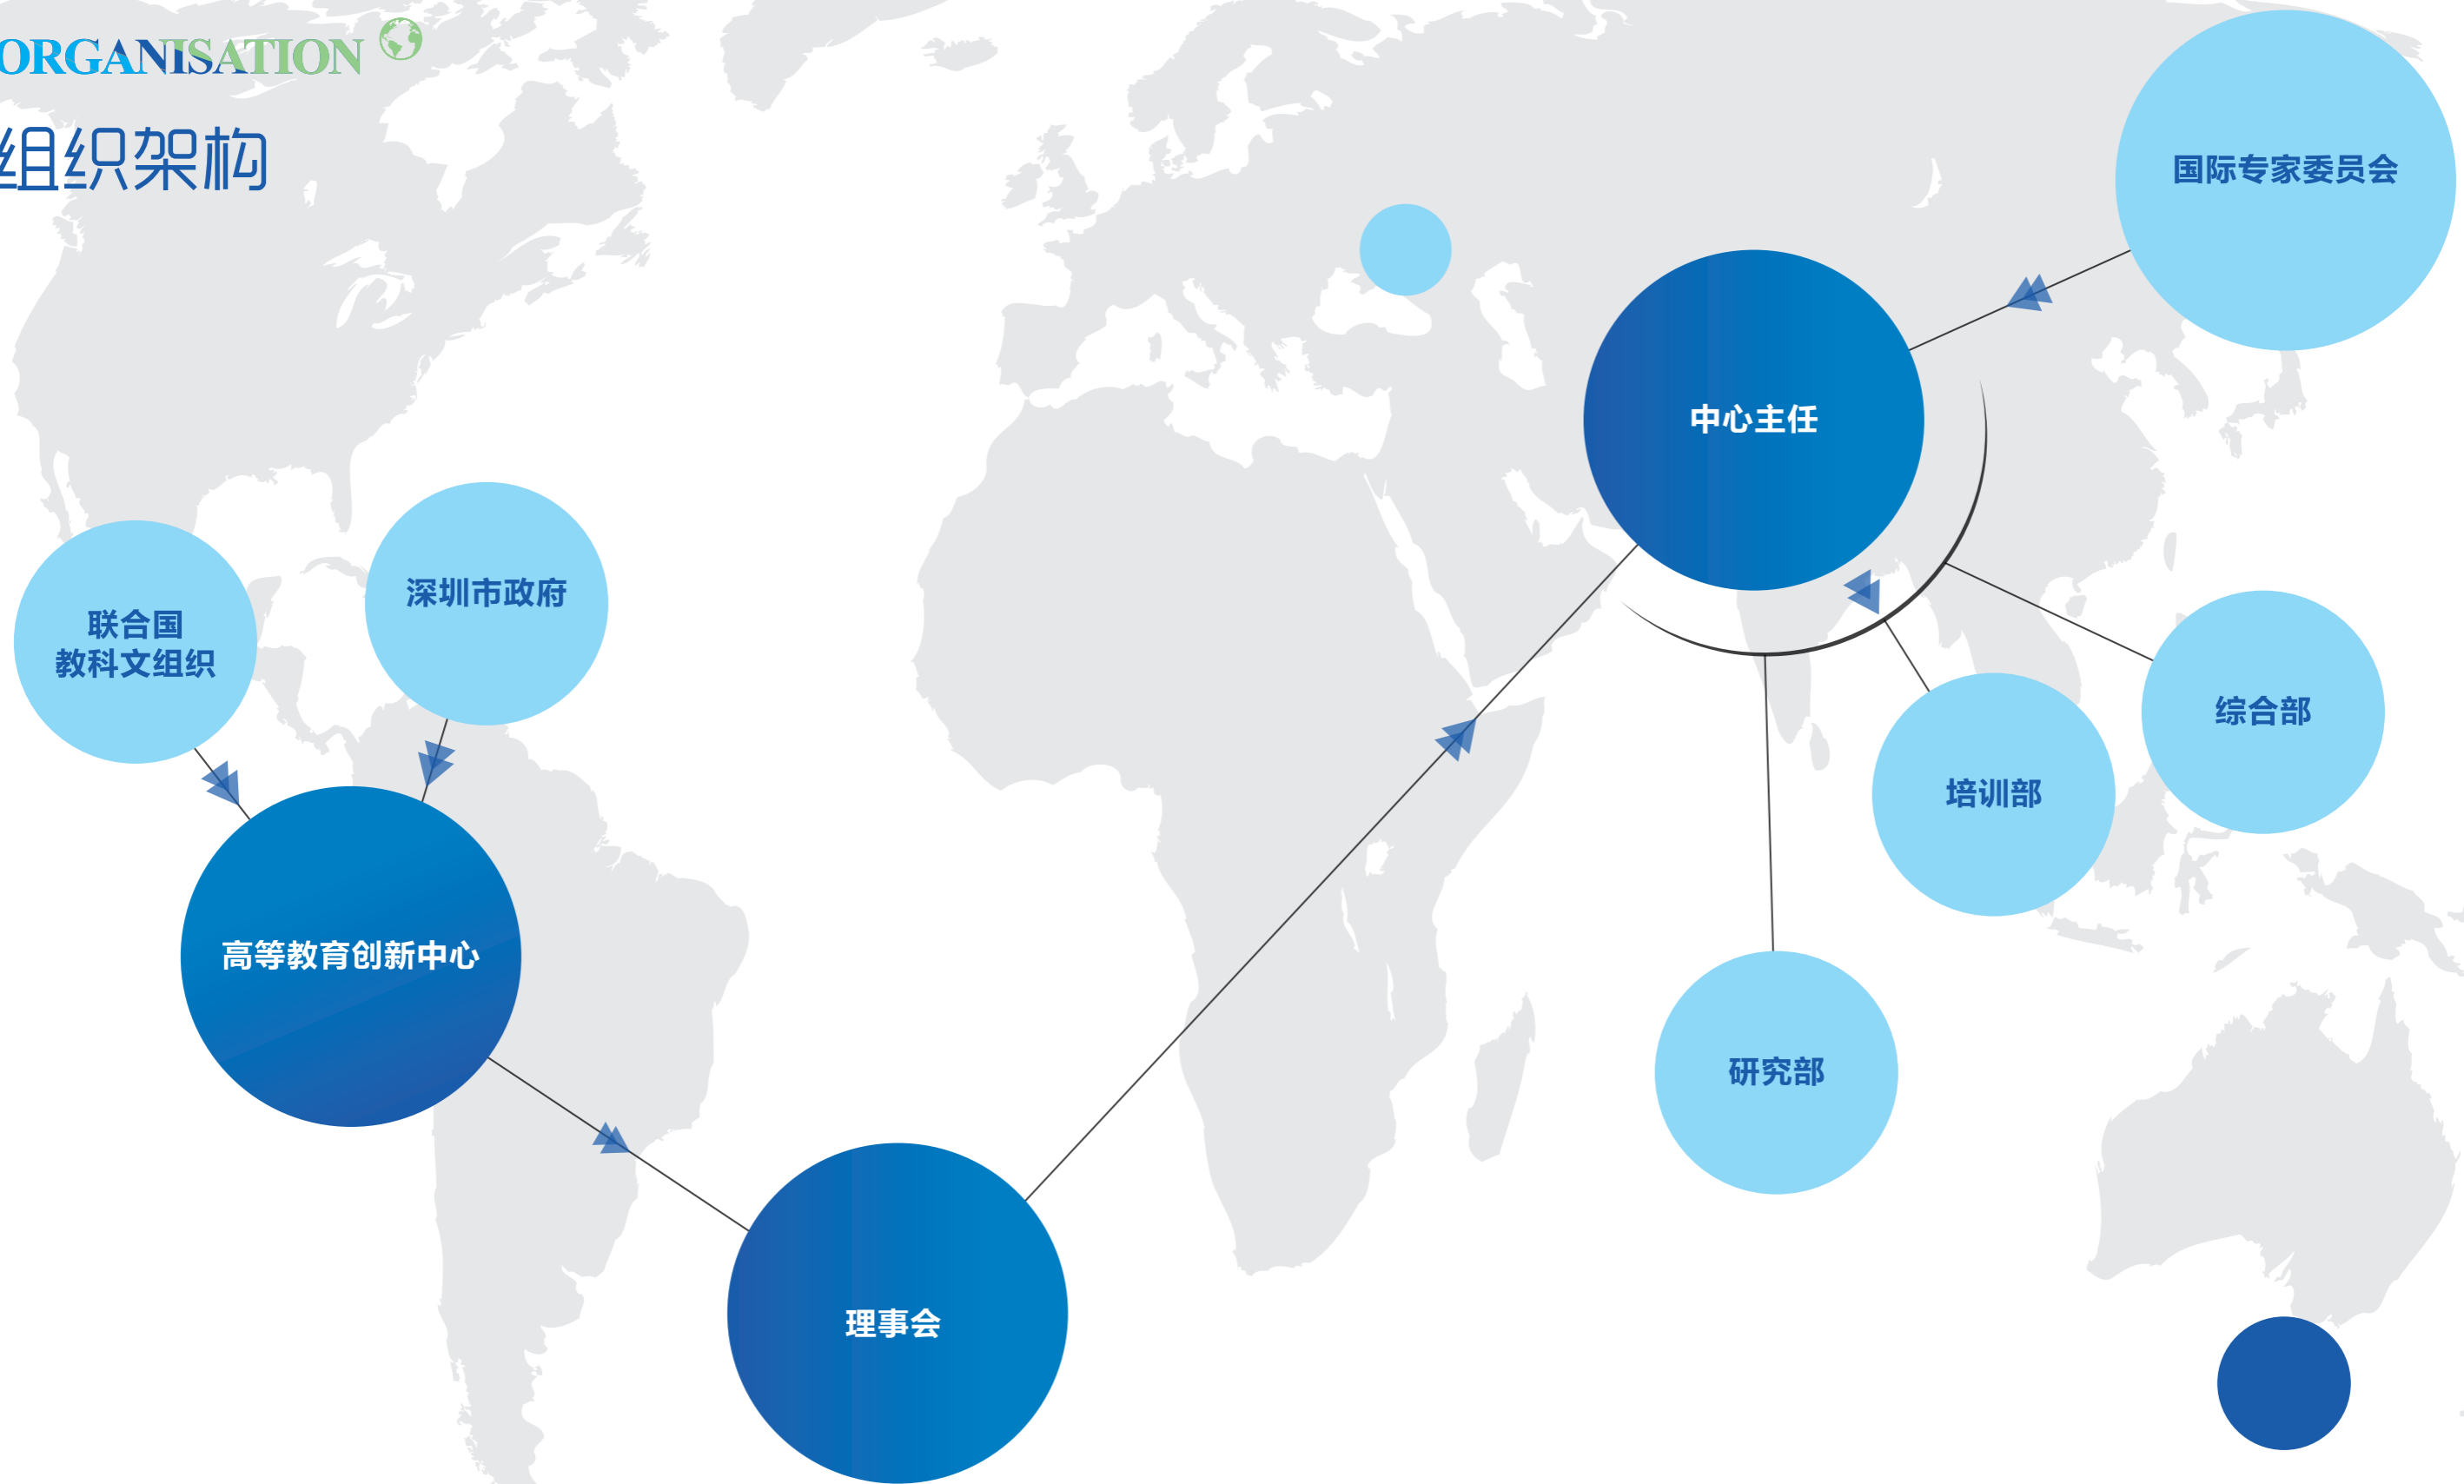 ORGANISATION
组织架构
国际专家委员会
中心主任
深圳市政府
联合国
教科文组织
综合部
培训部
高等教育创新中心
研究部
理事会